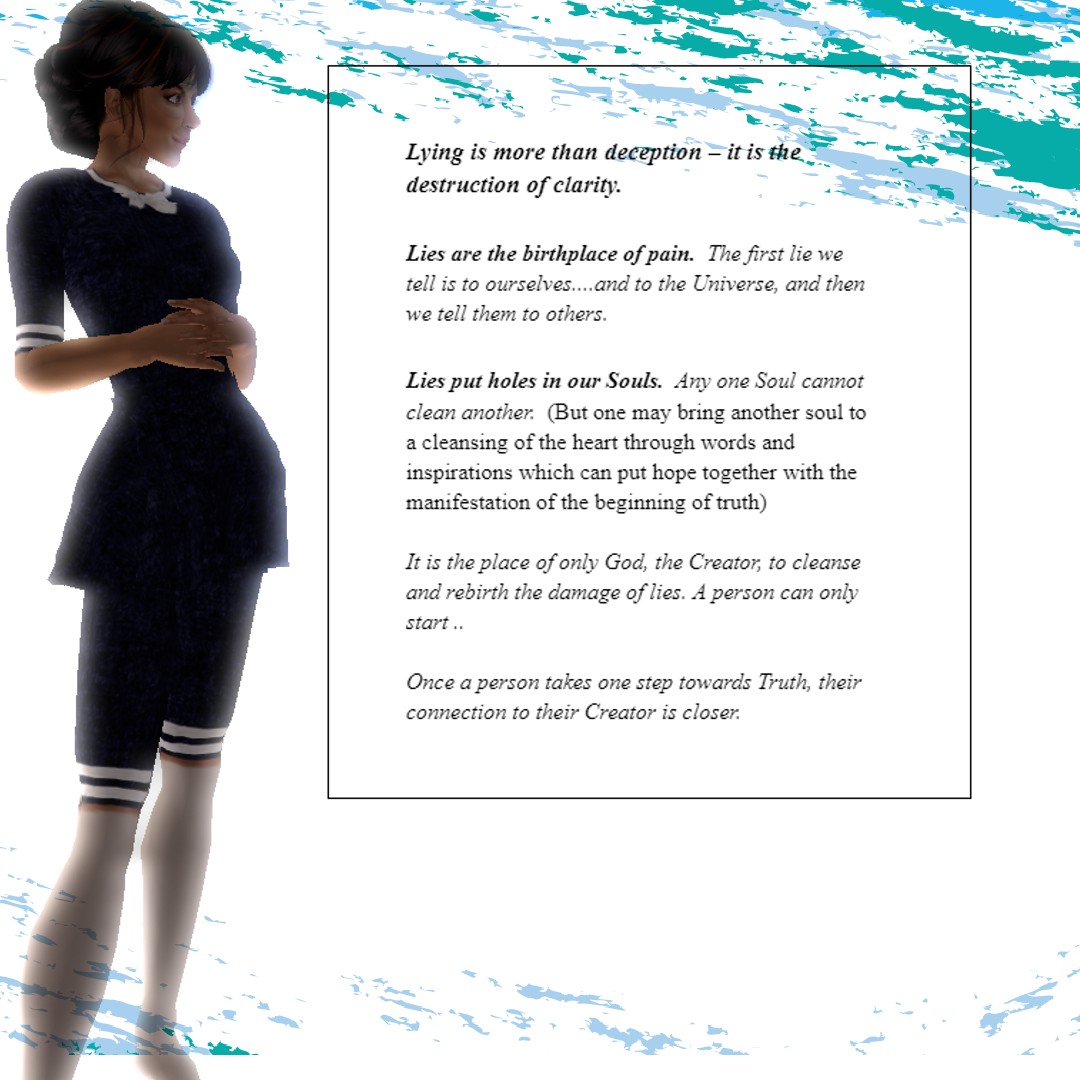 Lying is more than deception – it is the
destruction of clarity.
Lies are the birthplace of pain.  The first lie we
tell is to ourselves....and to the Universe, and then
we tell them to others.
Lies put holes in our Souls.  Any one Soul cannot
clean another.  (But one may bring another soul to
a cleansing of the heart through words and
inspirations which can put hope together with the
manifestation of the beginning of truth)
It is the place of only God, the Creator, to cleanse
and rebirth the damage of lies. A person can only
start ..
Once a person takes one step towards Truth, their
connection to their Creator is closer.